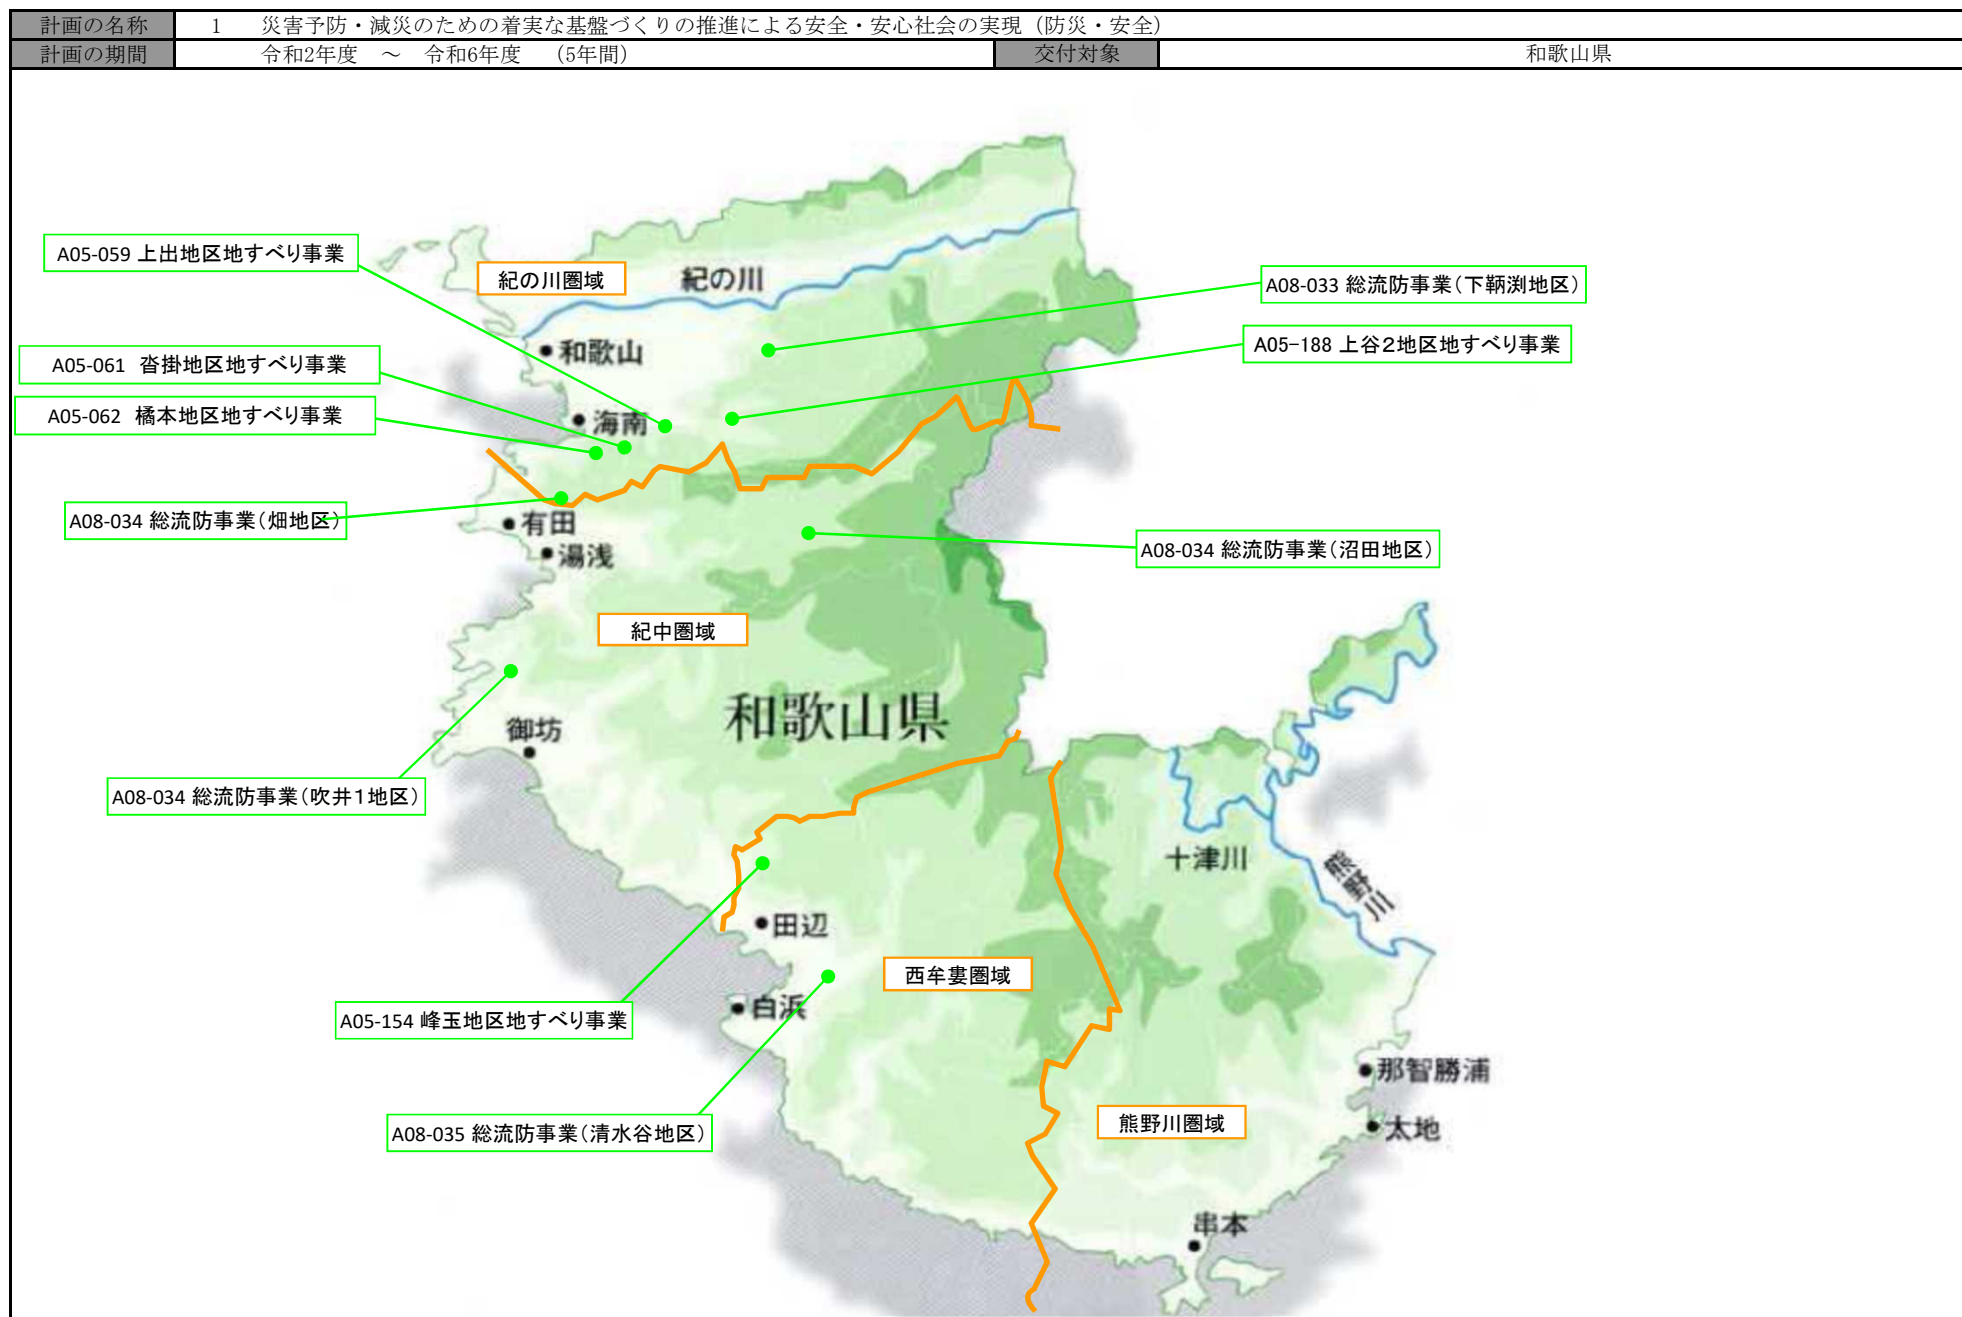 計画の名称 1 災害予防・減災のための着実な基盤づくりの推進による安全・安心社会の実現（防災・安全）
計画の期間 令和2年度 ～ 令和6年度 （5年間） 交付対象 和歌山県
A05-059 上出地区地すべり事業
紀の川圏域
紀の川
A08-033 総流防事業（下鞆渕地区）
A05-188 上谷２地区地すべり事業
和歌山
A05-061 沓掛地区地すべり事業
A05-062 橘本地区地すべり事業
海南
A08-034 総流防事業（畑地区）
有田
湯浅
A08-034 総流防事業（沼田地区）
紀中圏域
和歌山県
御坊
A08-034 総流防事業（吹井１地区）
十津川
熊野川
田辺
西牟婁圏域
白浜
A05-154 峰玉地区地すべり事業
那智勝浦
熊野川圏域
太地
A08-035 総流防事業（清水谷地区）
串本